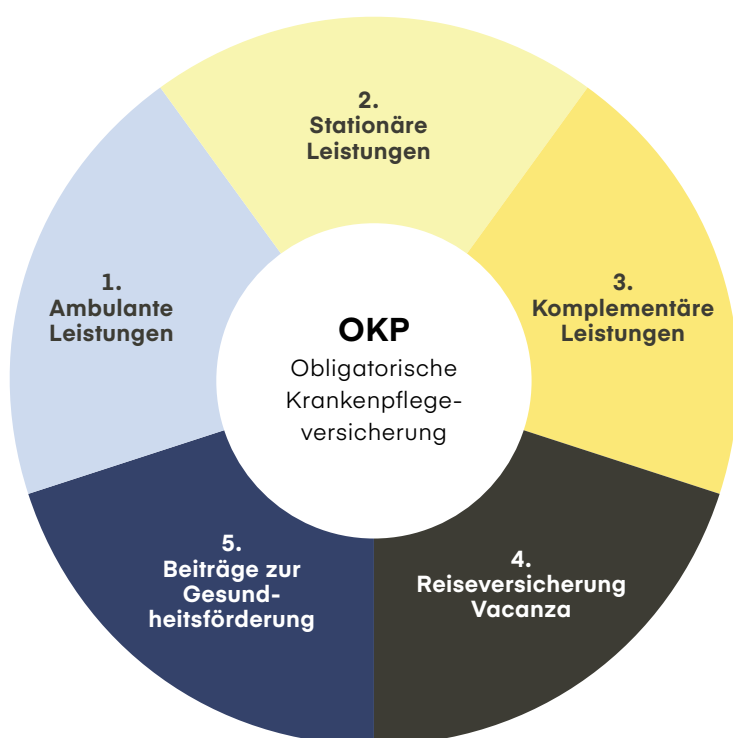 1.
Ambulante
Leistungen
2.
Stationäre
Leistungen
3.
Komplementäre
Leistungen
4.
Reiseversicherung
Vacanza
5.
Beiträge zur
Gesund-
heitsförderung
OKP
Obligatorische
Krankenpflege-
versicherung